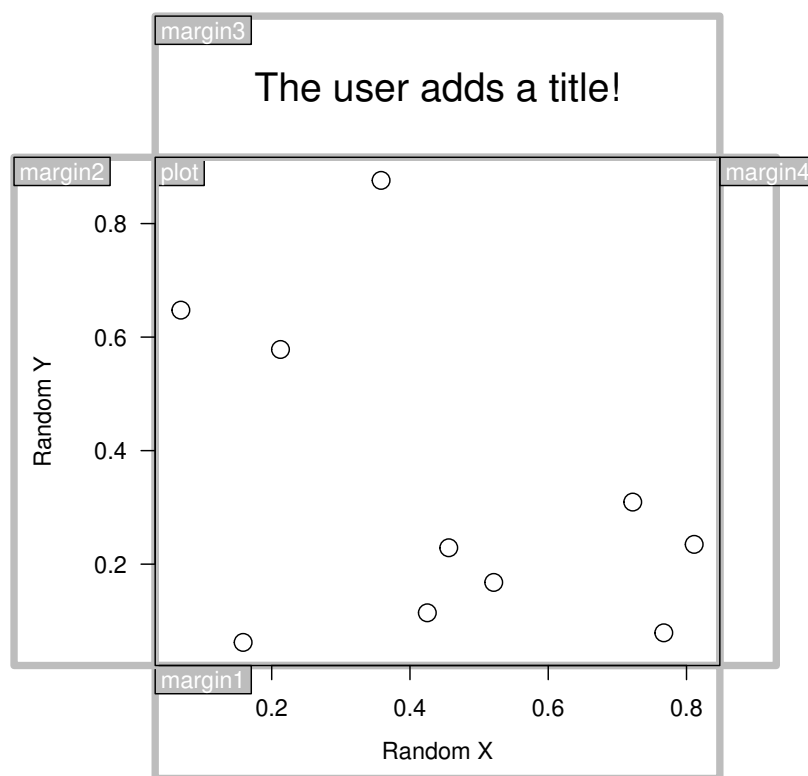 margin3
The user adds a title!
margin2
plot
margin4
0.8
0.6
0.4
0.2
Random Y
margin1
0.2 0.4 0.6 0.8
Random X